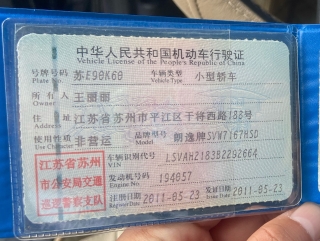 中华人民共和国机动车行驶证
Vehicle License of the People's Republic of China
号牌号码 苏E90K60 车辆类型 小型轿车
Plate No. Vehicle Type
所有人 王丽丽
Owner
住址 江苏省苏州市平江区干将西路188号
Address
使用性质 非营运 品牌型号 朗逸牌SVW7167HSD
Use Character Model
江苏省苏州 车辆识别代号 LSVAH2183B2292664
VIN
市公安局交通 发动机号码 194857
Engine No.
巡逻警察支队 注册日期 2011-05-23 发证日期 2011-05-23
Register Date Issue Date